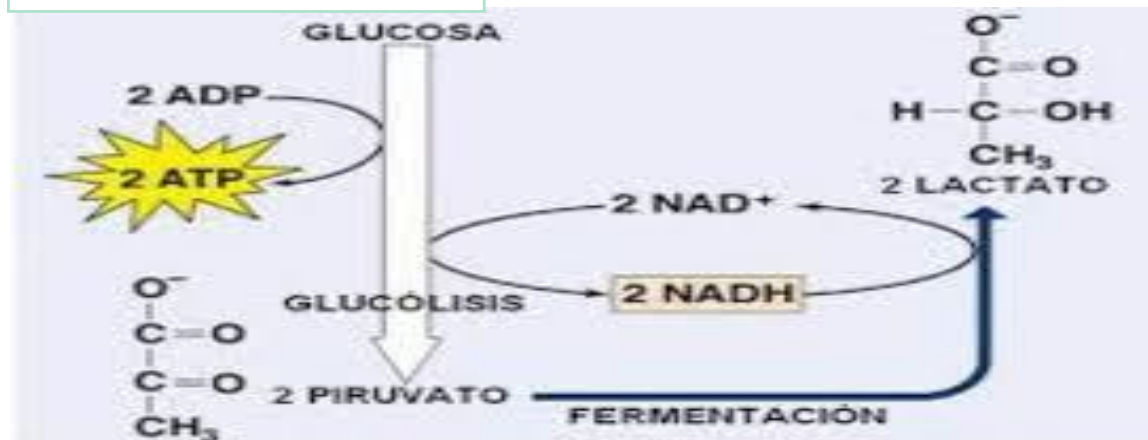 GLUCOSA
2 ADP
2 ATP
GLUCÓLISIS
2 NAD⁺
2 NADH
O⁻
C=O
C=O
CH₃
2 PIRUVATO
FERMENTACIÓN
O⁻
C=O
H-C-OH
CH₃
2 LACTATO